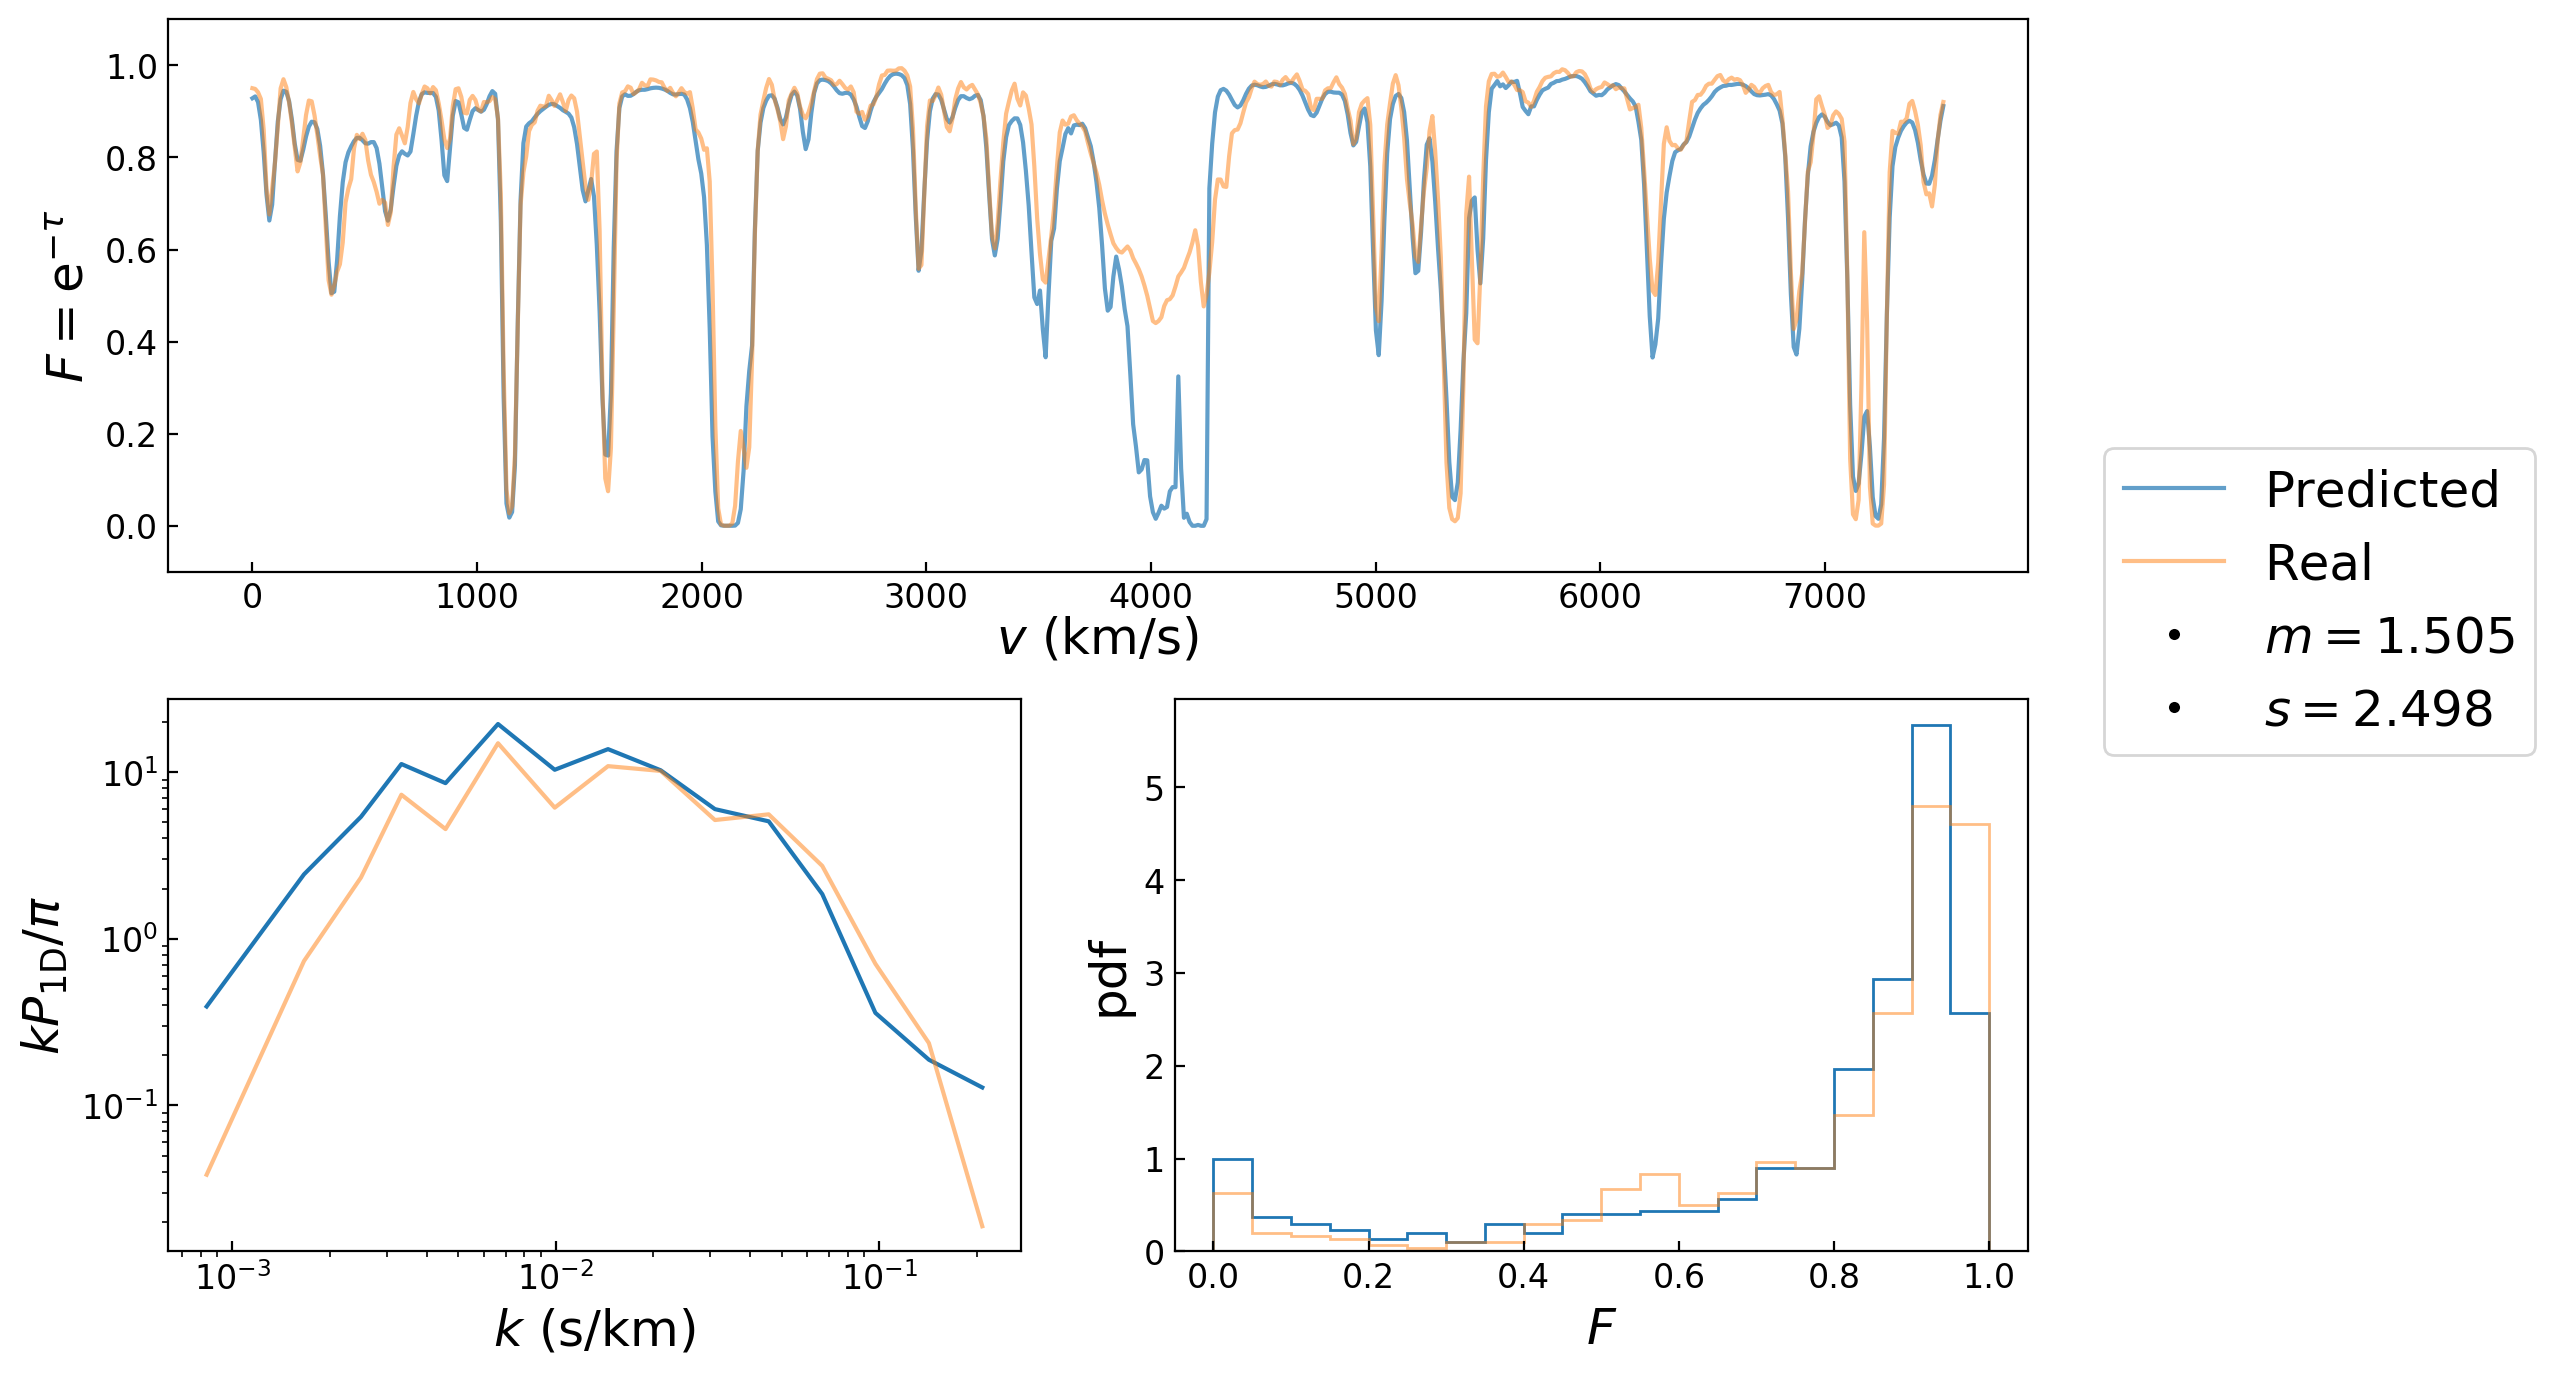 F = e^{−τ}
1.0
0.8
0.6
0.4
0.2
0.0
0 1000 2000 3000 4000 5000 6000 7000
v (km/s)
Predicted
Real
m = 1.505
s = 2.498
kP_{1D}/π
10^1
10^0
10^{−1}
10^{−3} 10^{−2} 10^{−1}
k (s/km)
pdf
5
4
3
2
1
0
0.0 0.2 0.4 0.6 0.8 1.0
F